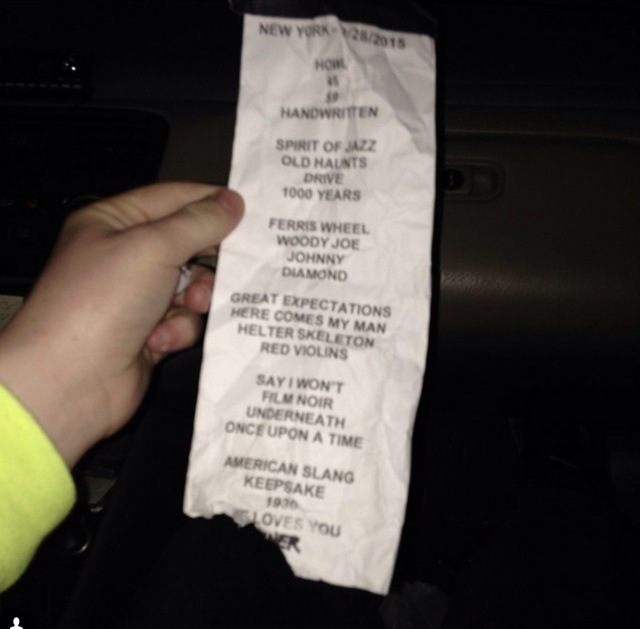 NEW YORK - /28/2015
HOWL
45
59
HANDWRITTEN
SPIRIT OF JAZZ
OLD HAUNTS
DRIVE
1000 YEARS
FERRIS WHEEL
WOODY JOE
JOHNNY
DIAMOND
GREAT EXPECTATIONS
HERE COMES MY MAN
HELTER SKELETON
RED VIOLINS
SAY I WON'T
FILM NOIR
UNDERNEATH
ONCE UPON A TIME
AMERICAN SLANG
KEEPSAKE
1930
LOVES YOU